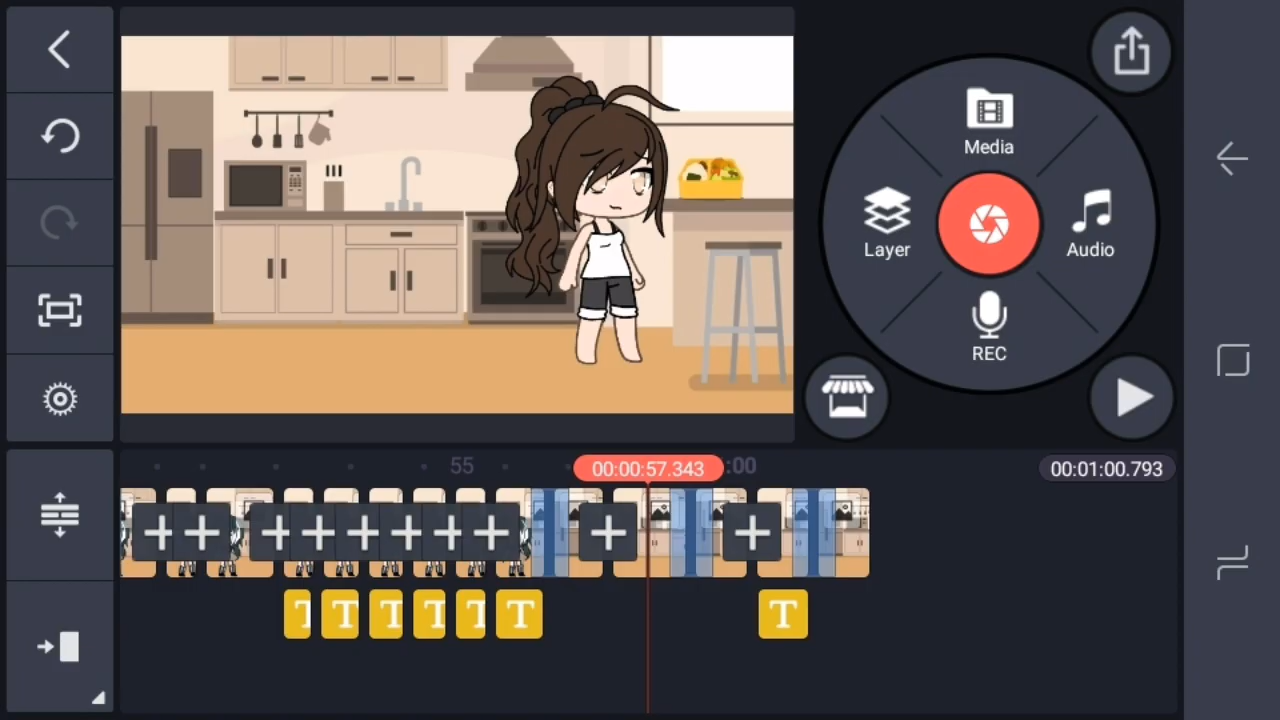 Media
Layer
Audio
REC
55
00:00:57.343
:00
00:01:00.793
T T T T T T T